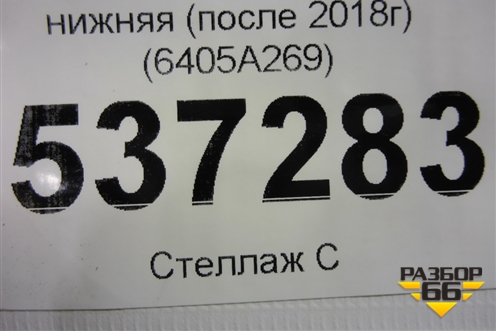 нижняя (после 2018г)
(6405A269)
537283
Стеллаж С
РАЗБОР
66